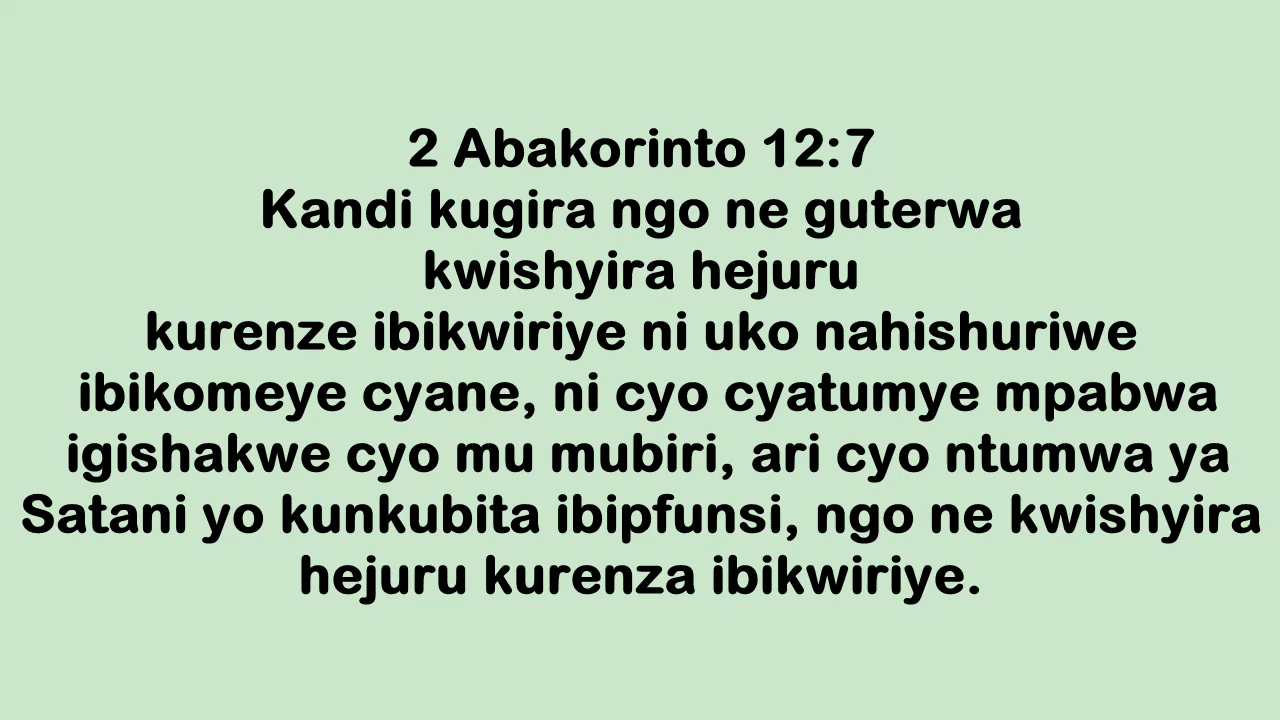 2 Abakorinto 12:7
Kandi kugira ngo ne guterwa
kwishyira hejuru
kurenze ibikwiriye ni uko nahishuriwe
ibikomeye cyane, ni cyo cyatumye mpabwa
igishakwe cyo mu mubiri, ari cyo ntumwa ya
Satani yo kunkubita ibipfunsi, ngo ne kwishyira
hejuru kurenza ibikwiriye.